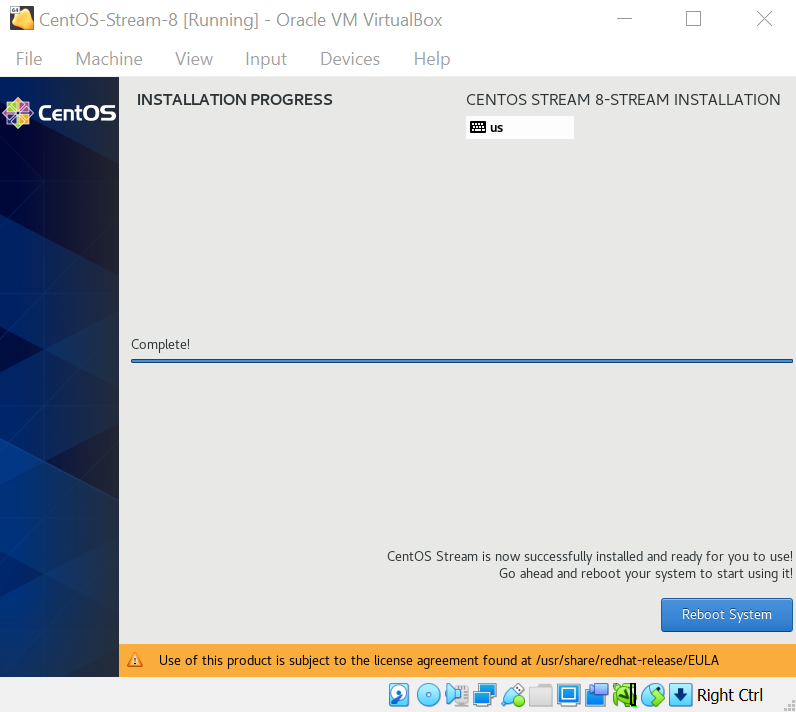 CentOS-Stream-8 [Running] - Oracle VM VirtualBox
File Machine View Input Devices Help
CentOS
INSTALLATION PROGRESS
CENTOS STREAM 8-STREAM INSTALLATION
us
Complete!
CentOS Stream is now successfully installed and ready for you to use!
Go ahead and reboot your system to start using it!
Reboot System
Use of this product is subject to the license agreement found at /usr/share/redhat-release/EULA
Right Ctrl